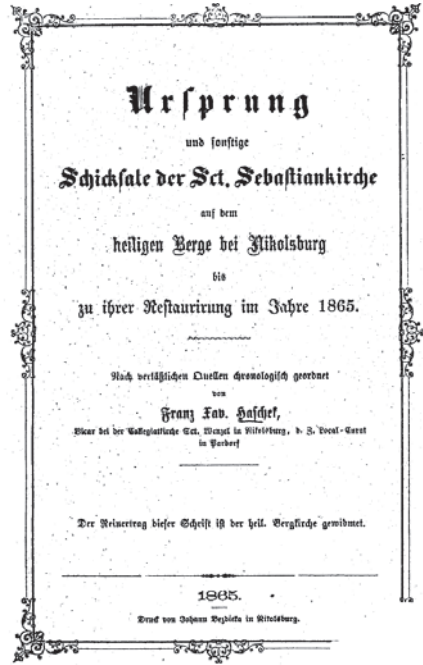 Ursprung
und sonstige
Schicksale der Sct. Sebastiankirche
auf dem
heiligen Berge bei Nikolsburg
bis
zu ihrer Restaurirung im Jahre 1865.
Nach verläßlichen Quellen chronologisch geordnet
von
Franz Xav. Haschek,
Vicar bei der Collegiatkirche Sct. Wenzel in Nikolsburg, d. Z. Local-Curat
in Pardorf
Der Reinertrag dieser Schrift ist der heil. Bergkirche gewidmet.
1865.
Druck von Johann Bezdicka in Nikolsburg.